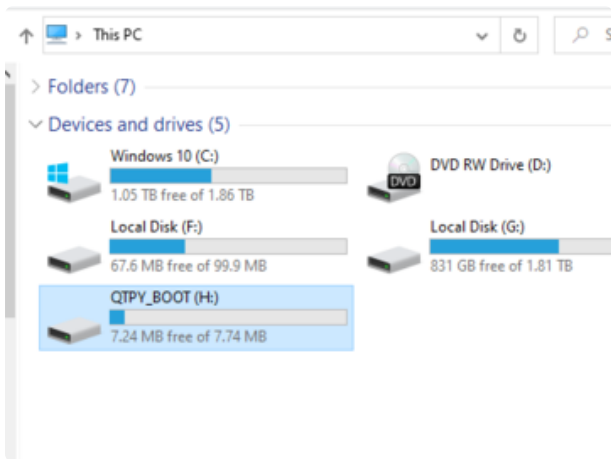 This PC
S
Folders (7)
Devices and drives (5)
Windows 10 (C:)
1.05 TB free of 1.86 TB
DVD
DVD RW Drive (D:)
Local Disk (F:)
67.6 MB free of 99.9 MB
Local Disk (G:)
831 GB free of 1.81 TB
QTPY_BOOT (H:)
7.24 MB free of 7.74 MB